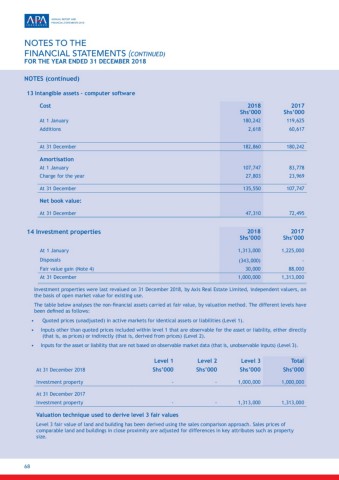 APA
ANNUAL REPORT AND
FINANCIAL STATEMENTS 2018
NOTES TO THE
FINANCIAL STATEMENTS (CONTINUED)
FOR THE YEAR ENDED 31 DECEMBER 2018
NOTES (continued)
13 Intangible assets - computer software
Cost 2018 2017
Shs'000 Shs'000
At 1 January 180,242 119,625
Additions 2,618 60,617
At 31 December 182,860 180,242
Amortisation
At 1 January 107,747 83,778
Charge for the year 27,803 23,969
At 31 December 135,550 107,747
Net book value:
At 31 December 47,310 72,495
14 Investment properties 2018 2017
Shs'000 Shs'000
At 1 January 1,313,000 1,225,000
Disposals (343,000) -
Fair value gain (Note 4) 30,000 88,000
At 31 December 1,000,000 1,313,000
Investment properties were last revalued on 31 December 2018, by Axis Real Estate Limited, independent valuers, on
the basis of open market value for existing use.
The table below analyses the non-financial assets carried at fair value, by valuation method. The different levels have
been defined as follows:
• Quoted prices (unadjusted) in active markets for identical assets or liabilities (Level 1).
• Inputs other than quoted prices included within level 1 that are observable for the asset or liability, either directly
(that is, as prices) or indirectly (that is, derived from prices) (Level 2).
• Inputs for the asset or liability that are not based on observable market data (that is, unobservable inputs) (Level 3).
Level 1 Level 2 Level 3 Total
At 31 December 2018 Shs'000 Shs'000 Shs'000 Shs'000
Investment property - - 1,000,000 1,000,000
At 31 December 2017
Investment property - - 1,313,000 1,313,000
Valuation technique used to derive level 3 fair values
Level 3 fair value of land and building has been derived using the sales comparison approach. Sales prices of
comparable land and buildings in close proximity are adjusted for differences in key attributes such as property
size.
68